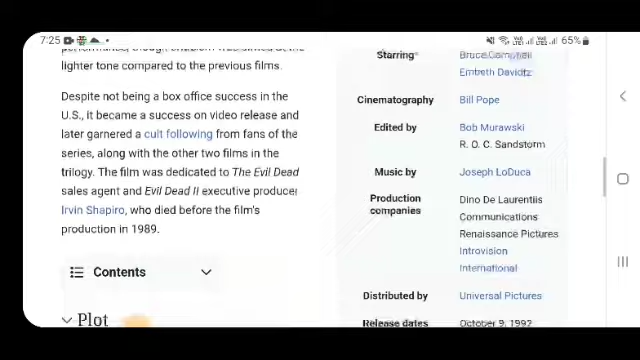 7:25
65%
lighter tone compared to the previous films.
Despite not being a box office success in the
U.S., it became a success on video release and
later garnered a cult following from fans of the
series, along with the other two films in the
trilogy. The film was dedicated to The Evil Dead
sales agent and Evil Dead II executive producer
Irvin Shapiro, who died before the film's
production in 1989.
Contents
Plot
Starring
Bruce Campbell
Embeth Davidtz
Cinematography
Bill Pope
Edited by
Bob Murawski
R. O. C. Sandstorm
Music by
Joseph LoDuca
Production
companies
Dino De Laurentiis
Communications
Renaissance Pictures
Introvision
International
Distributed by
Universal Pictures
Release dates
October 9, 1992